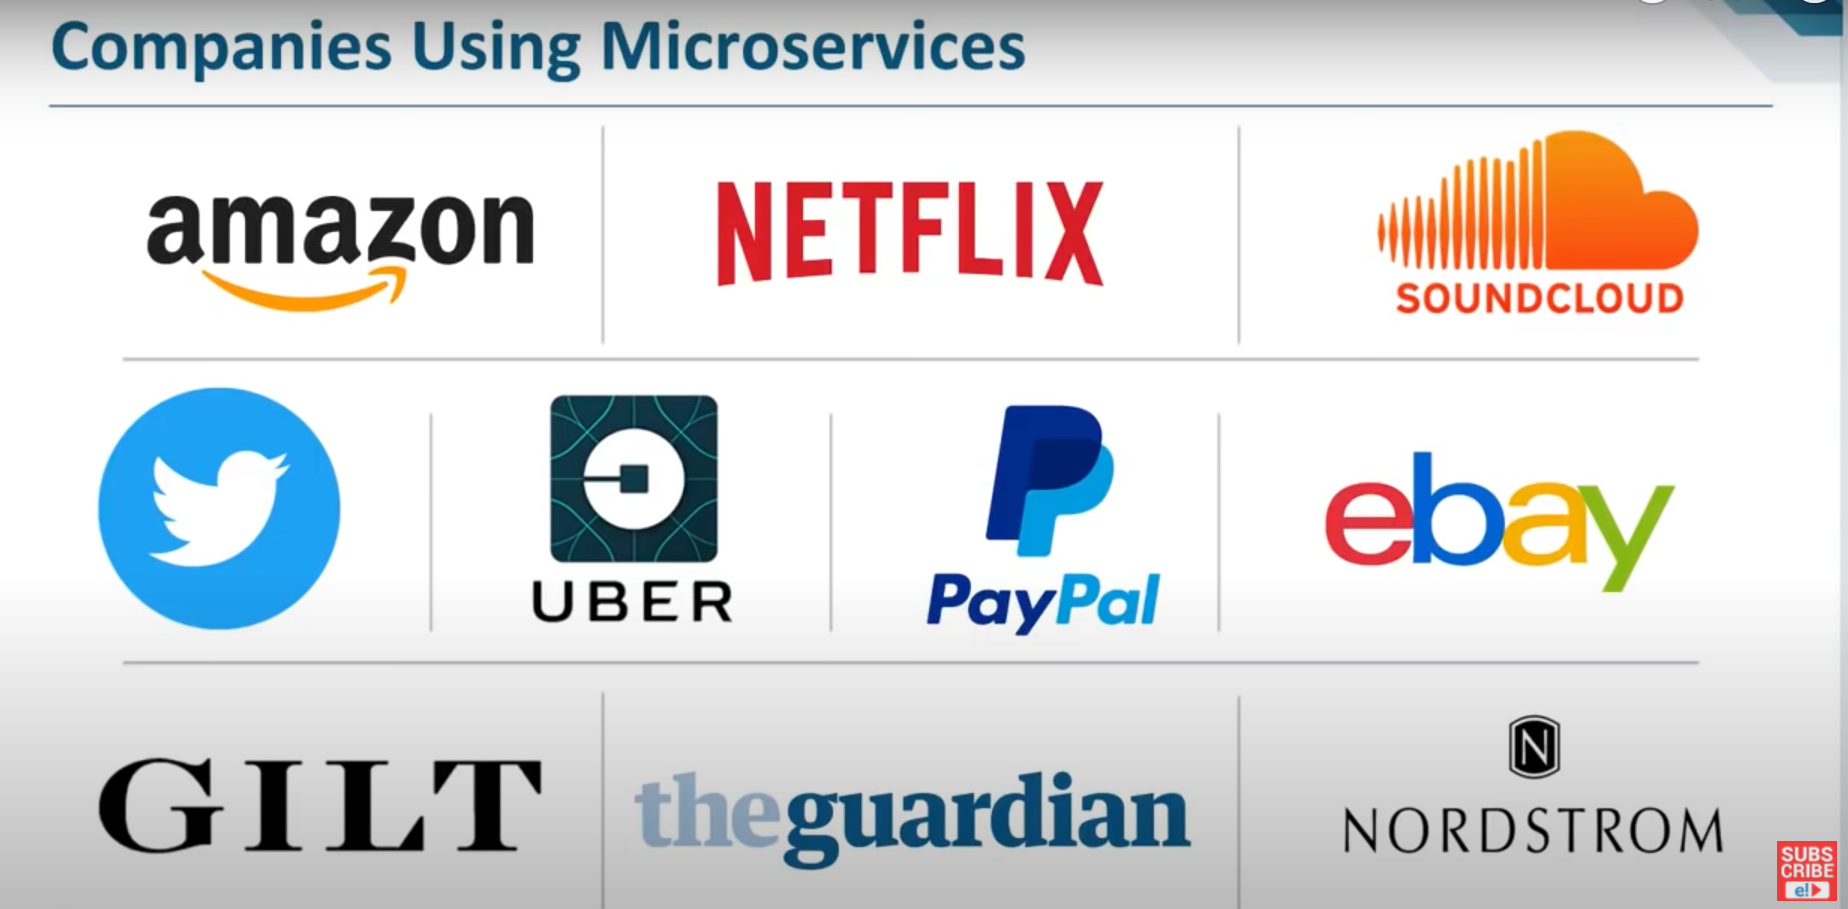 Companies Using Microservices
amazon
NETFLIX
SOUNDCLOUD
UBER
PayPal
ebay
GILT
theguardian
N
NORDSTROM
SUBS
CRIBE
e!